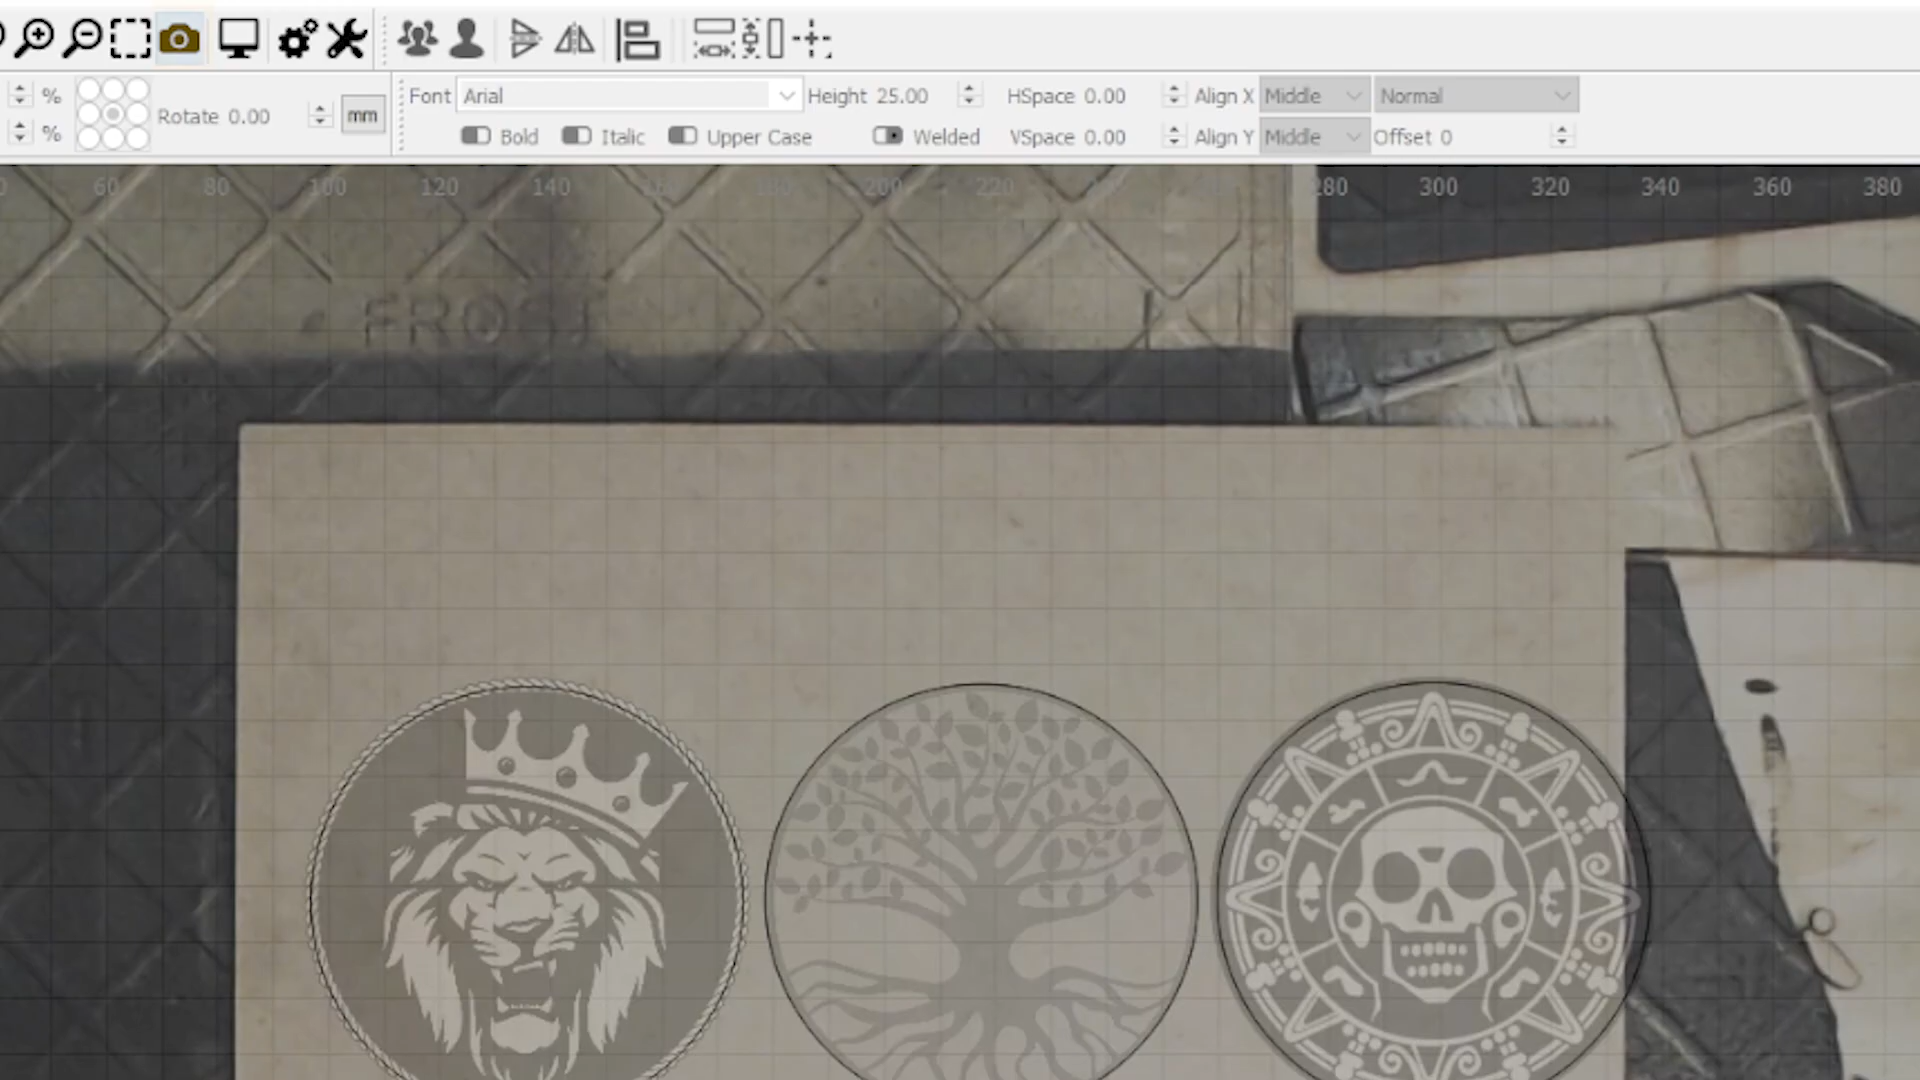 Font Arial Height 25.00 HSpace 0.00 Align X Middle Normal
% Rotate 0.00 mm
% Bold Italic Upper Case Welded VSpace 0.00 Align Y Middle Offset 0
60 80 100 120 140 160 180 200 220 280 300 320 340 360 380
FROST